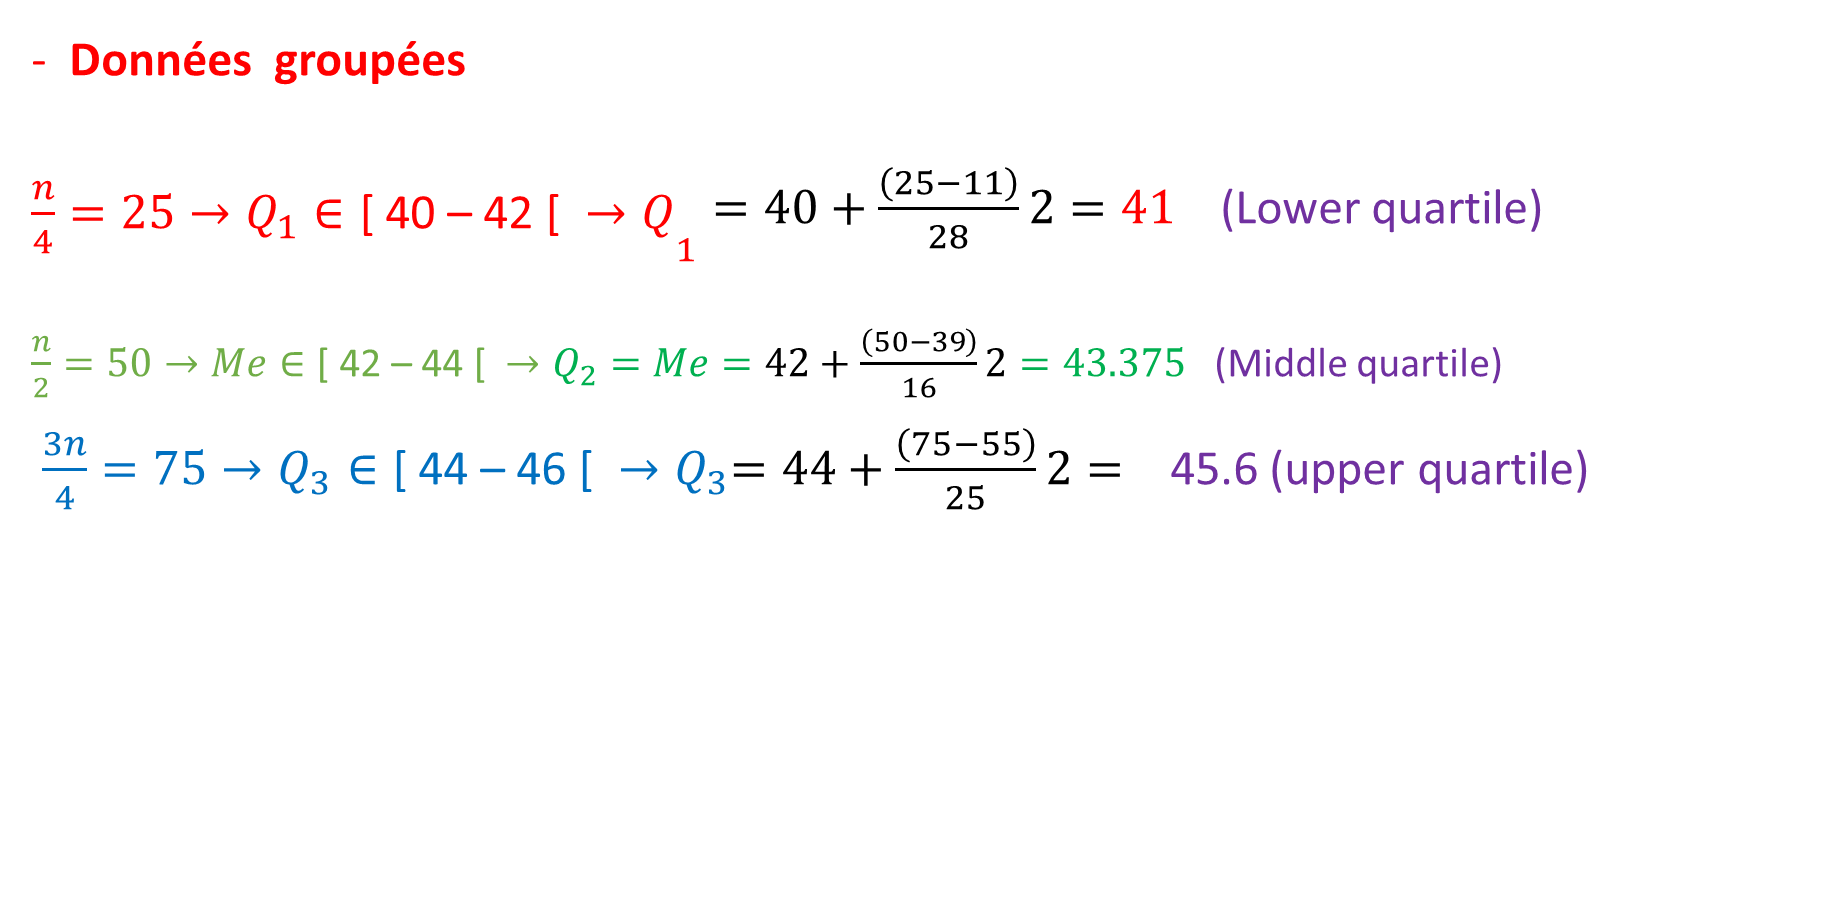 - Données groupées
n/4 = 25 → Q₁ ∈ [ 40 – 42 [ → Q₁ = 40 + (25−11)/28 2 = 41 (Lower quartile)
n/2 = 50 → Me ∈ [ 42 – 44 [ → Q₂ = Me = 42 + (50−39)/16 2 = 43.375 (Middle quartile)
3n/4 = 75 → Q₃ ∈ [ 44 – 46 [ → Q₃= 44 + (75−55)/25 2 = 45.6 (upper quartile)